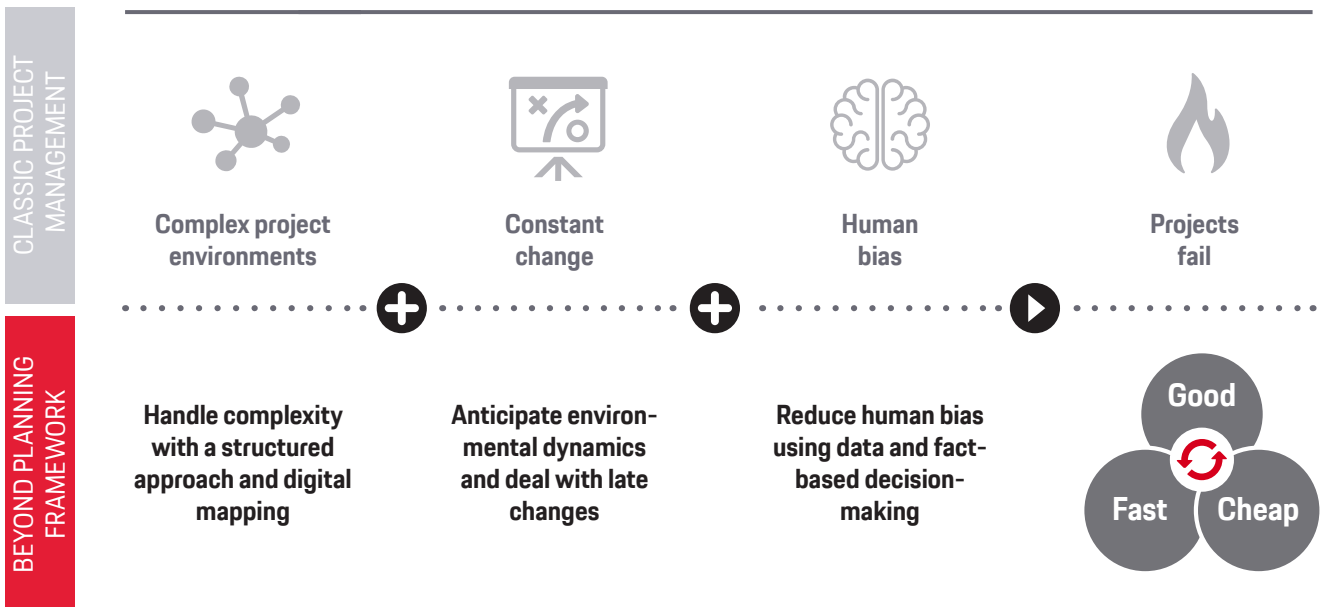 CLASSIC PROJECT
MANAGEMENT
Complex project
environments
Constant
change
Human
bias
Projects
fail
BEYOND PLANNING
FRAMEWORK
Handle complexity
with a structured
approach and digital
mapping
Anticipate environ-
mental dynamics
and deal with late
changes
Reduce human bias
using data and fact-
based decision-
making
Good
Fast
Cheap